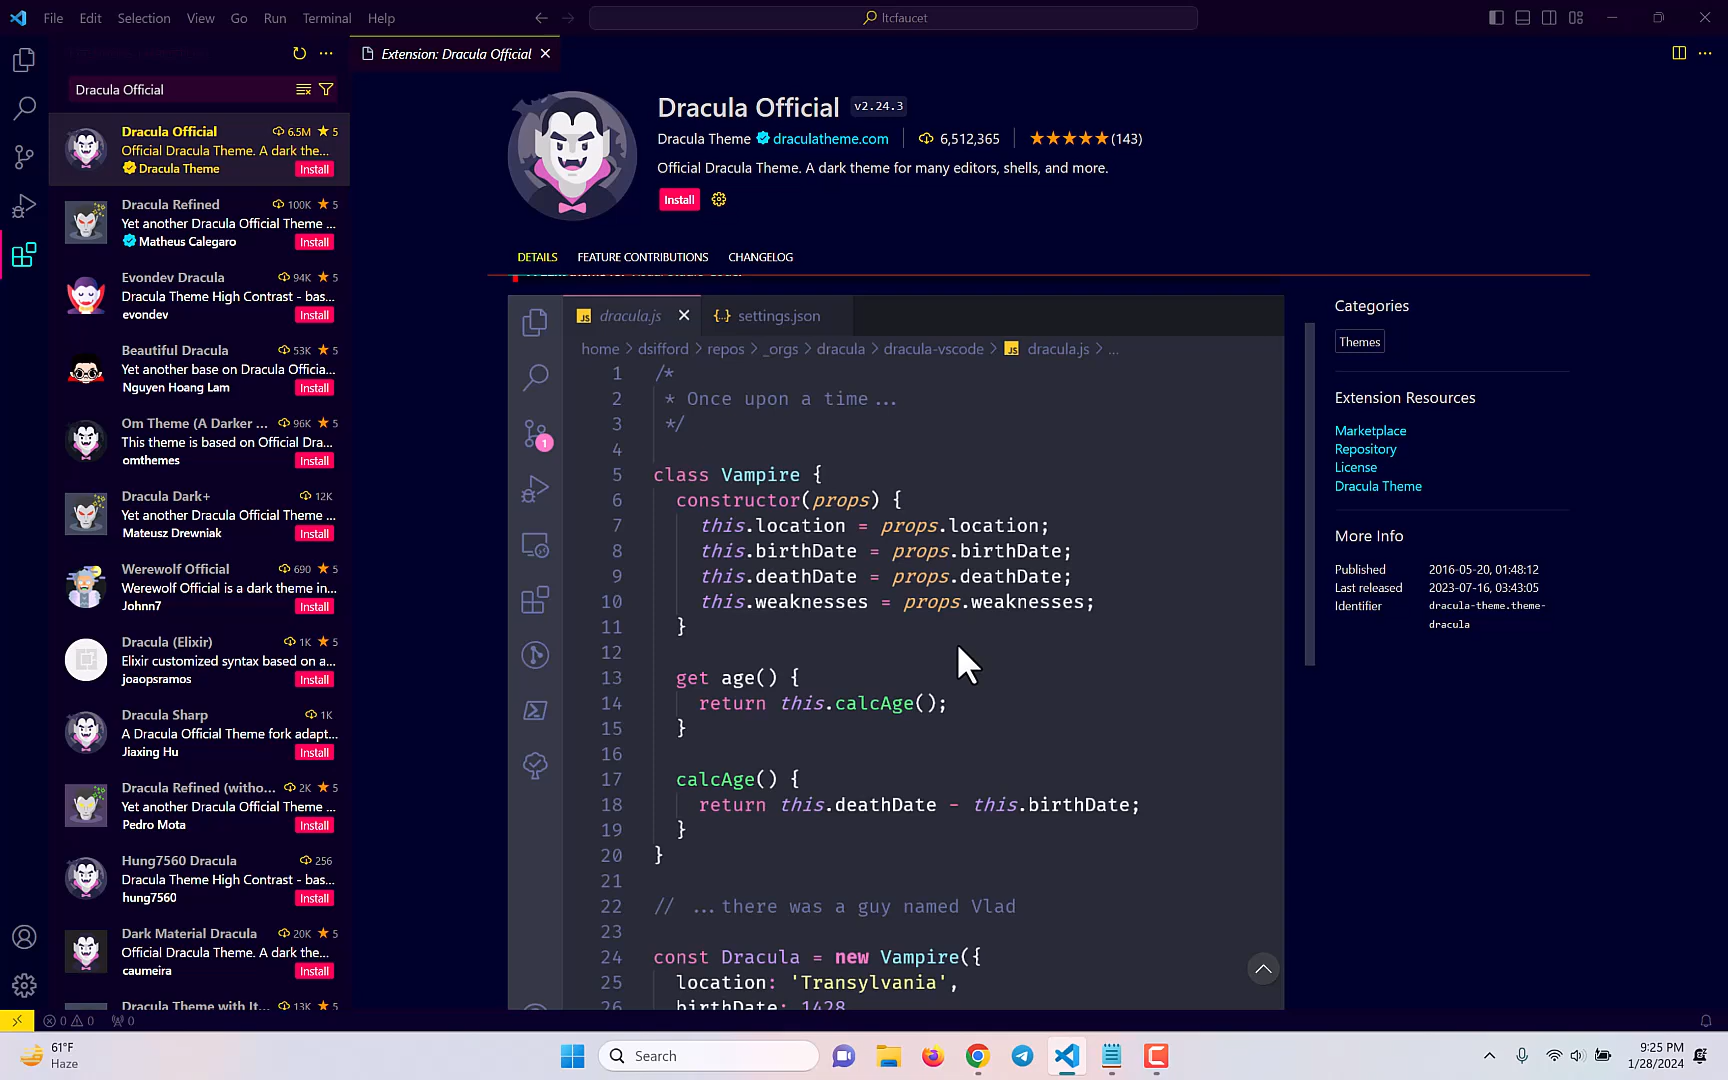 File Edit Selection View Go Run Terminal Help
ltcfaucet
Dracula Official
Dracula Official 6.5M 5
Official Dracula Theme. A dark the...
Dracula Theme Install
Dracula Refined 100K 5
Yet another Dracula Official Theme ...
Matheus Calegaro Install
Evondev Dracula 94K 5
Dracula Theme High Contrast - bas...
evondev Install
Beautiful Dracula 53K 5
Yet another base on Dracula Officia...
Nguyen Hoang Lam Install
Om Theme (A Darker ... 96K 5
This theme is based on Official Dra...
omthemes Install
Dracula Dark+ 12K
Yet another Dracula Official Theme ...
Mateusz Drewniak Install
Werewolf Official 690 5
Werewolf Official is a dark theme in...
Johnn7 Install
Dracula (Elixir) 1K 5
Elixir customized syntax based on a...
joaopsramos Install
Dracula Sharp 1K
A Dracula Official Theme fork adapt...
Jiaxing Hu Install
Dracula Refined (witho... 2K 5
Yet another Dracula Official Theme ...
Pedro Mota Install
Hung7560 Dracula 256
Dracula Theme High Contrast - bas...
hung7560 Install
Dark Material Dracula 20K 5
Official Dracula Theme. A dark the...
caumeira Install
Dracula Theme with It... 13K 5
Extension: Dracula Official
Dracula Official v2.24.3
Dracula Theme draculatheme.com 6,512,365 (143)
Official Dracula Theme. A dark theme for many editors, shells, and more.
Install
DETAILS FEATURE CONTRIBUTIONS CHANGELOG
dracula.js settings.json
home > dsifford > repos > _orgs > dracula > dracula-vscode > JS dracula.js > ...
1 /*
2 * Once upon a time...
3 */
4
5 class Vampire {
6 constructor(props) {
7 this.location = props.location;
8 this.birthDate = props.birthDate;
9 this.deathDate = props.deathDate;
10 this.weaknesses = props.weaknesses;
11 }
12
13 get age() {
14 return this.calcAge();
15 }
16
17 calcAge() {
18 return this.deathDate - this.birthDate;
19 }
20 }
21
22 // ...there was a guy named Vlad
23
24 const Dracula = new Vampire({
25 location: 'Transylvania',
26 birthDate: 1428
1
Categories
Themes
Extension Resources
Marketplace
Repository
License
Dracula Theme
More Info
Published 2016-05-20, 01:48:12
Last released 2023-07-16, 03:43:05
Identifier dracula-theme.theme-
dracula
0 0 0
61°F
Haze
Search
9:25 PM
1/28/2024